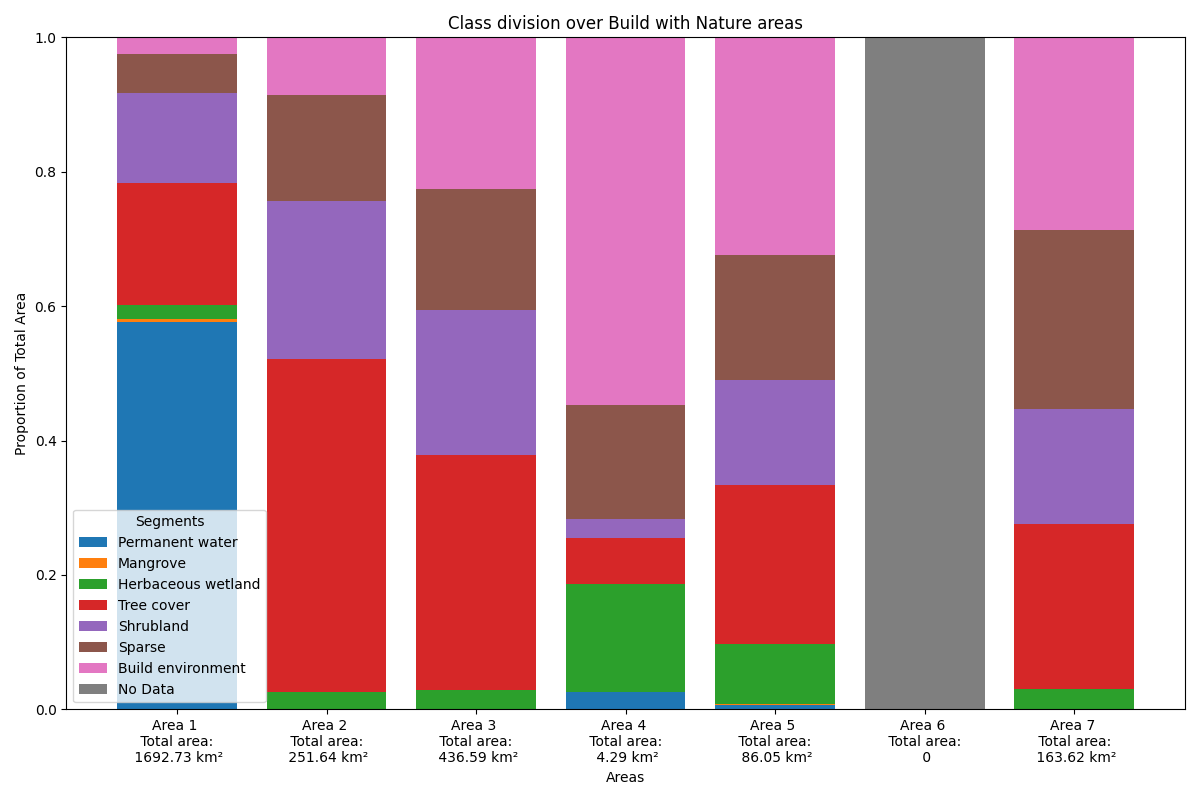 Class division over Build with Nature areas
Proportion of Total Area
1.0
0.8
0.6
0.4
0.2
0.0
Segments
Permanent water
Mangrove
Herbaceous wetland
Tree cover
Shrubland
Sparse
Build environment
No Data
Area 1
Total area:
1692.73 km²
Area 2
Total area:
251.64 km²
Area 3
Total area:
436.59 km²
Area 4
Total area:
4.29 km²
Area 5
Total area:
86.05 km²
Area 6
Total area:
0
Area 7
Total area:
163.62 km²
Areas